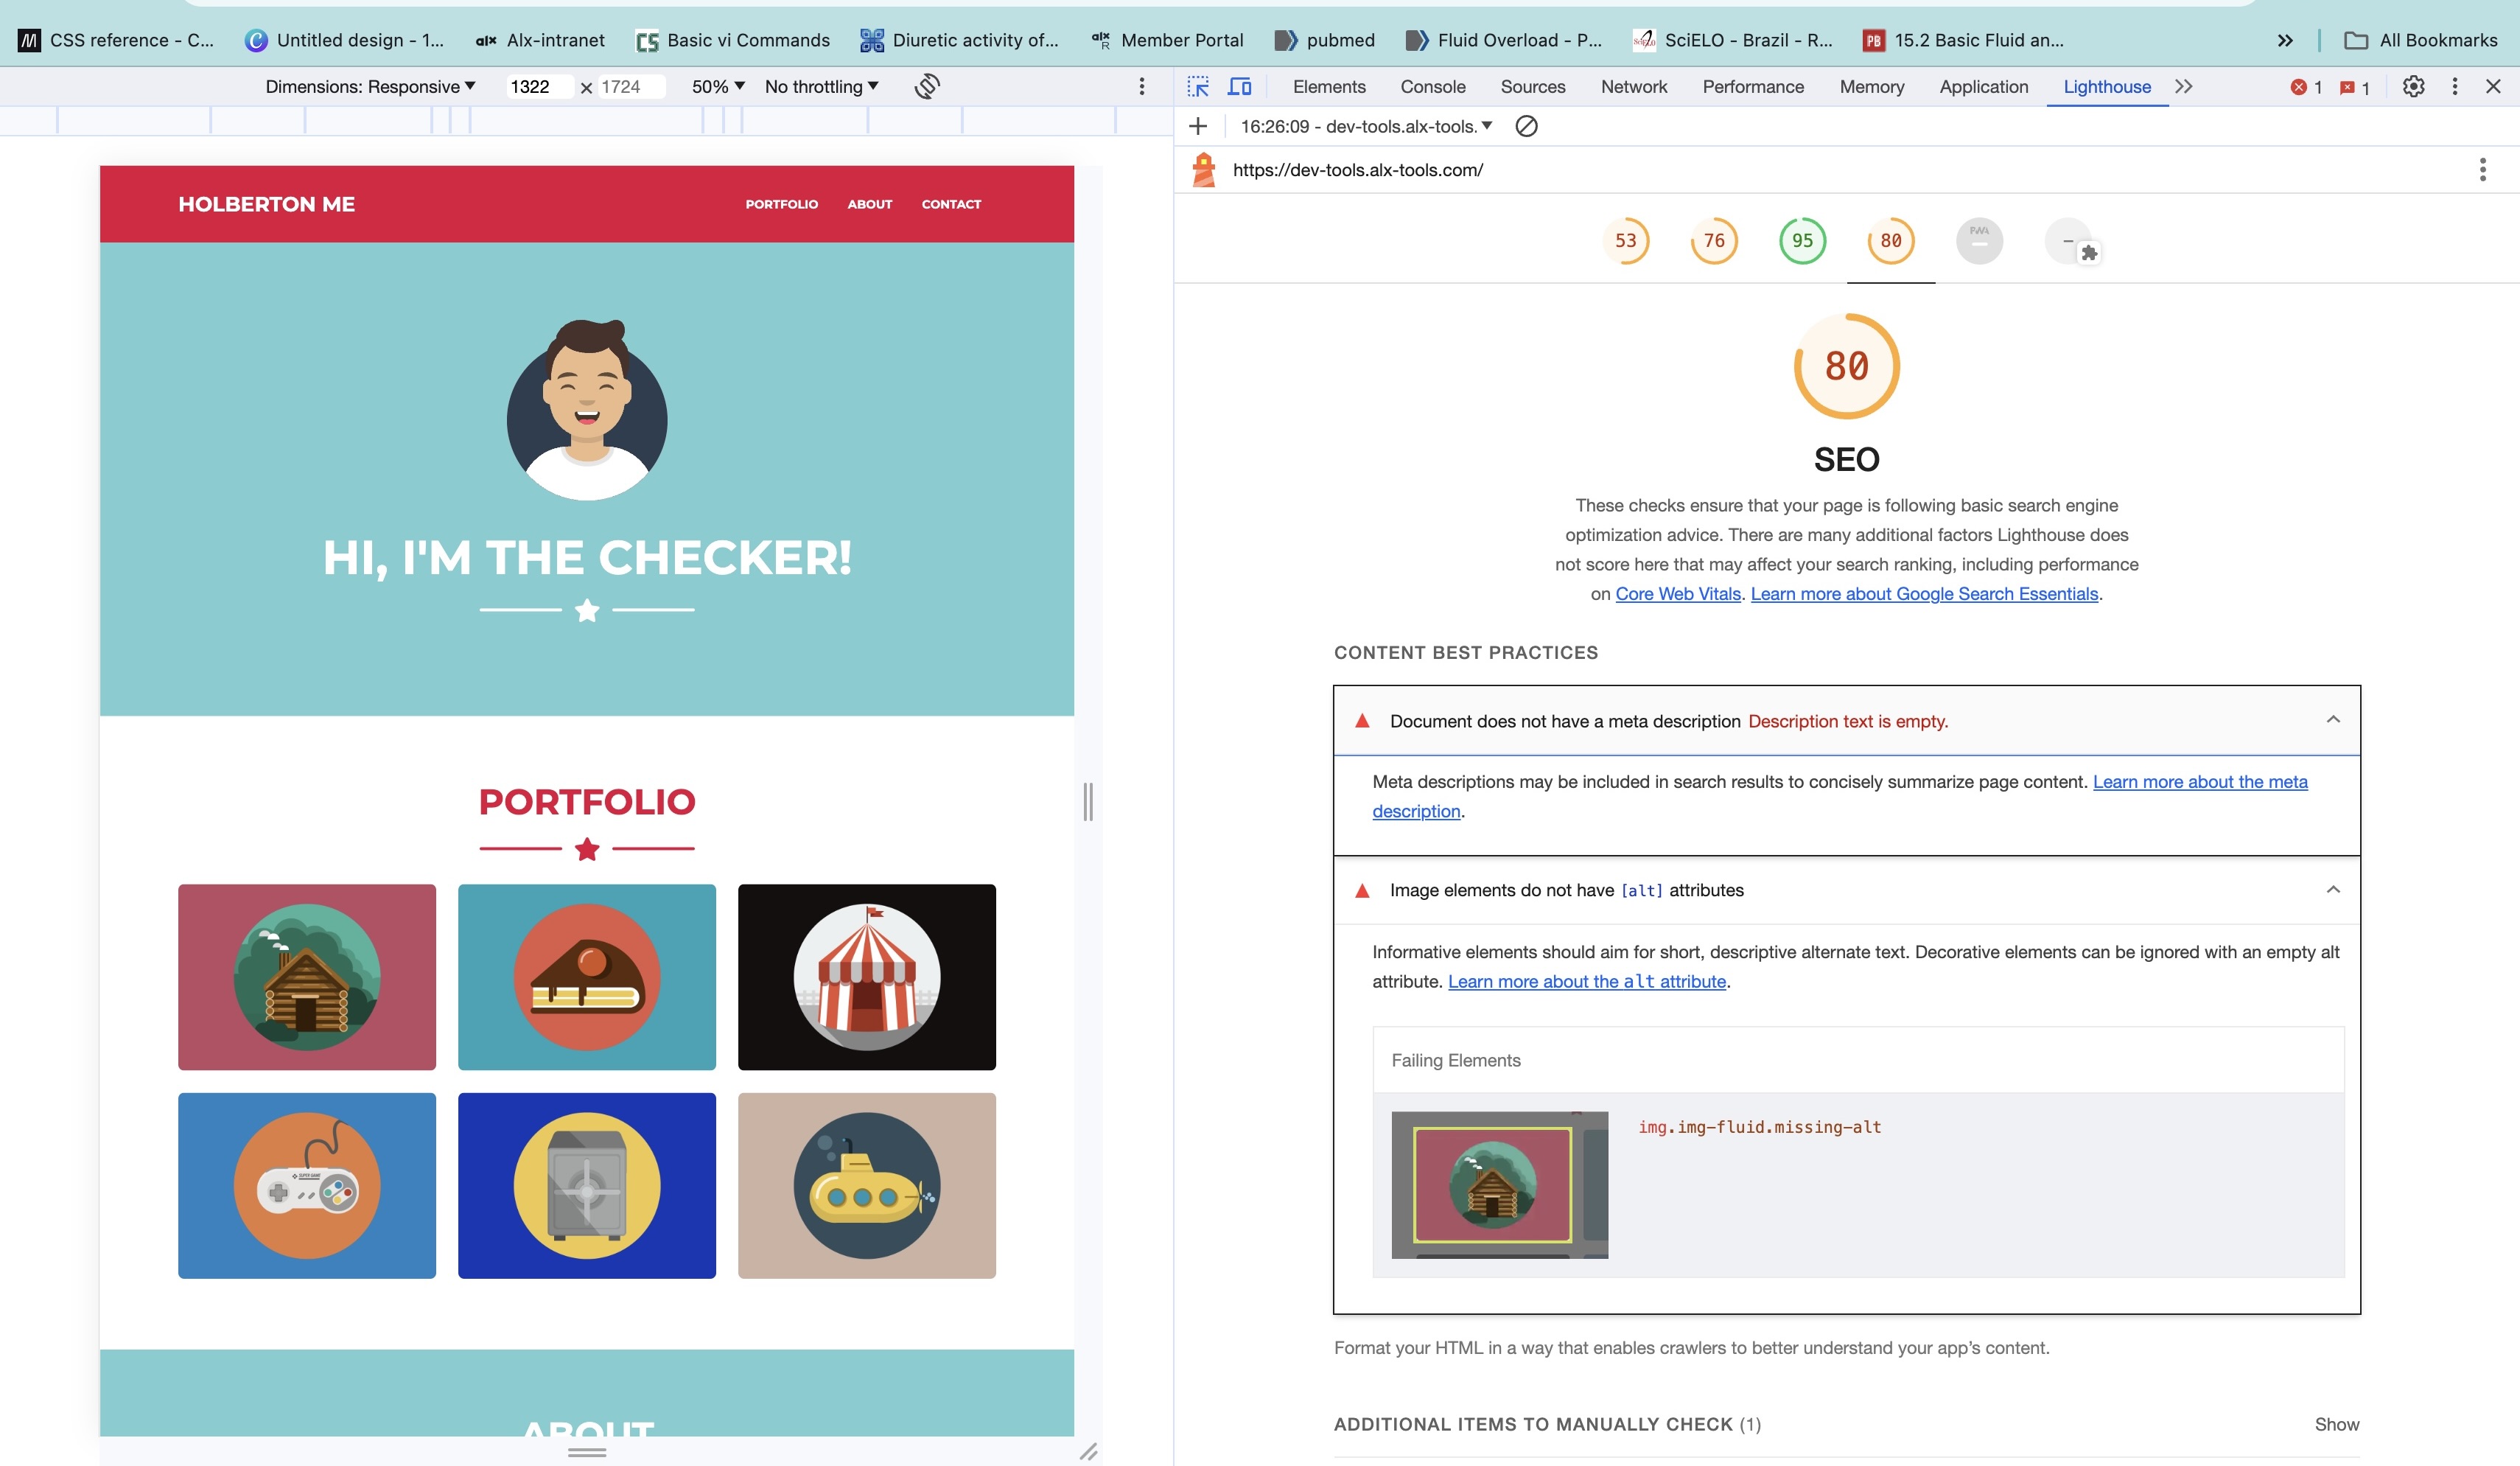 CSS reference - C...
Untitled design - 1...
alx Alx-intranet
CS Basic vi Commands
Diuretic activity of...
alx R Member Portal
pubmed
Fluid Overload - P...
SciELO SciELO - Brazil - R...
PB 15.2 Basic Fluid an...
All Bookmarks
Dimensions: Responsive 1322 × 1724 50% No throttling
Elements Console Sources Network Performance Memory Application Lighthouse 1 1
16:26:09 - dev-tools.alx-tools.
https://dev-tools.alx-tools.com/
HOLBERTON ME
PORTFOLIO ABOUT CONTACT
HI, I'M THE CHECKER!
PORTFOLIO
SUPER GAME
ABOUT
53 76 95 80 PWA –
80
SEO
These checks ensure that your page is following basic search engine
optimization advice. There are many additional factors Lighthouse does
not score here that may affect your search ranking, including performance
on Core Web Vitals. Learn more about Google Search Essentials.
CONTENT BEST PRACTICES
Document does not have a meta description Description text is empty.
Meta descriptions may be included in search results to concisely summarize page content. Learn more about the meta
description.
Image elements do not have [alt] attributes
Informative elements should aim for short, descriptive alternate text. Decorative elements can be ignored with an empty alt
attribute. Learn more about the alt attribute.
Failing Elements
img.img-fluid.missing-alt
Format your HTML in a way that enables crawlers to better understand your app’s content.
ADDITIONAL ITEMS TO MANUALLY CHECK (1) Show